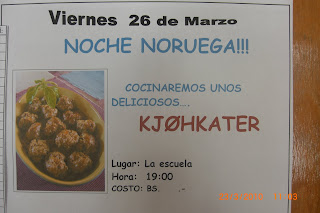 Viernes 26 de Marzo
NOCHE NORUEGA!!!
COCINAREMOS UNOS
DELICIOSOS....
KJØHKATER
Lugar: La escuela
Hora: 19:00
COSTO: BS. .-